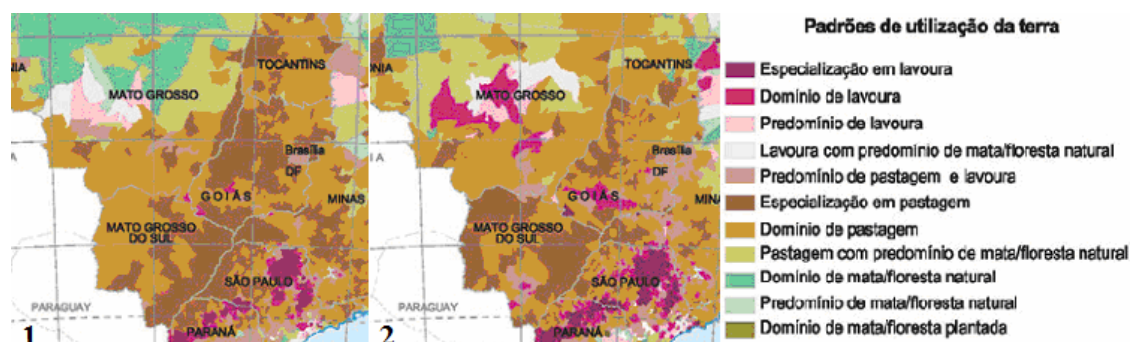 NIA
TOCANTINS
MATO GROSSO
Brasília
DF
GOIÁS
MINAS
MATO GROSSO
DO SUL
SÃO PAULO
PARAGUAY
PARANÁ
1
ONIA
TOCANTINS
MATO GROSSO
A
Brasília
DF
GOIÁS
MINAS
MATO GROSSO
DO SUL
SÃO PAULO
PARAGUAY
PARANÁ
2
Padrões de utilização da terra
Especialização em lavoura
Domínio de lavoura
Predomínio de lavoura
Lavoura com predomínio de mata/floresta natural
Predomínio de pastagem e lavoura
Especialização em pastagem
Domínio de pastagem
Pastagem com predomínio de mata/floresta natural
Domínio de mata/floresta natural
Predomínio de mata/floresta natural
Domínio de mata/floresta plantada